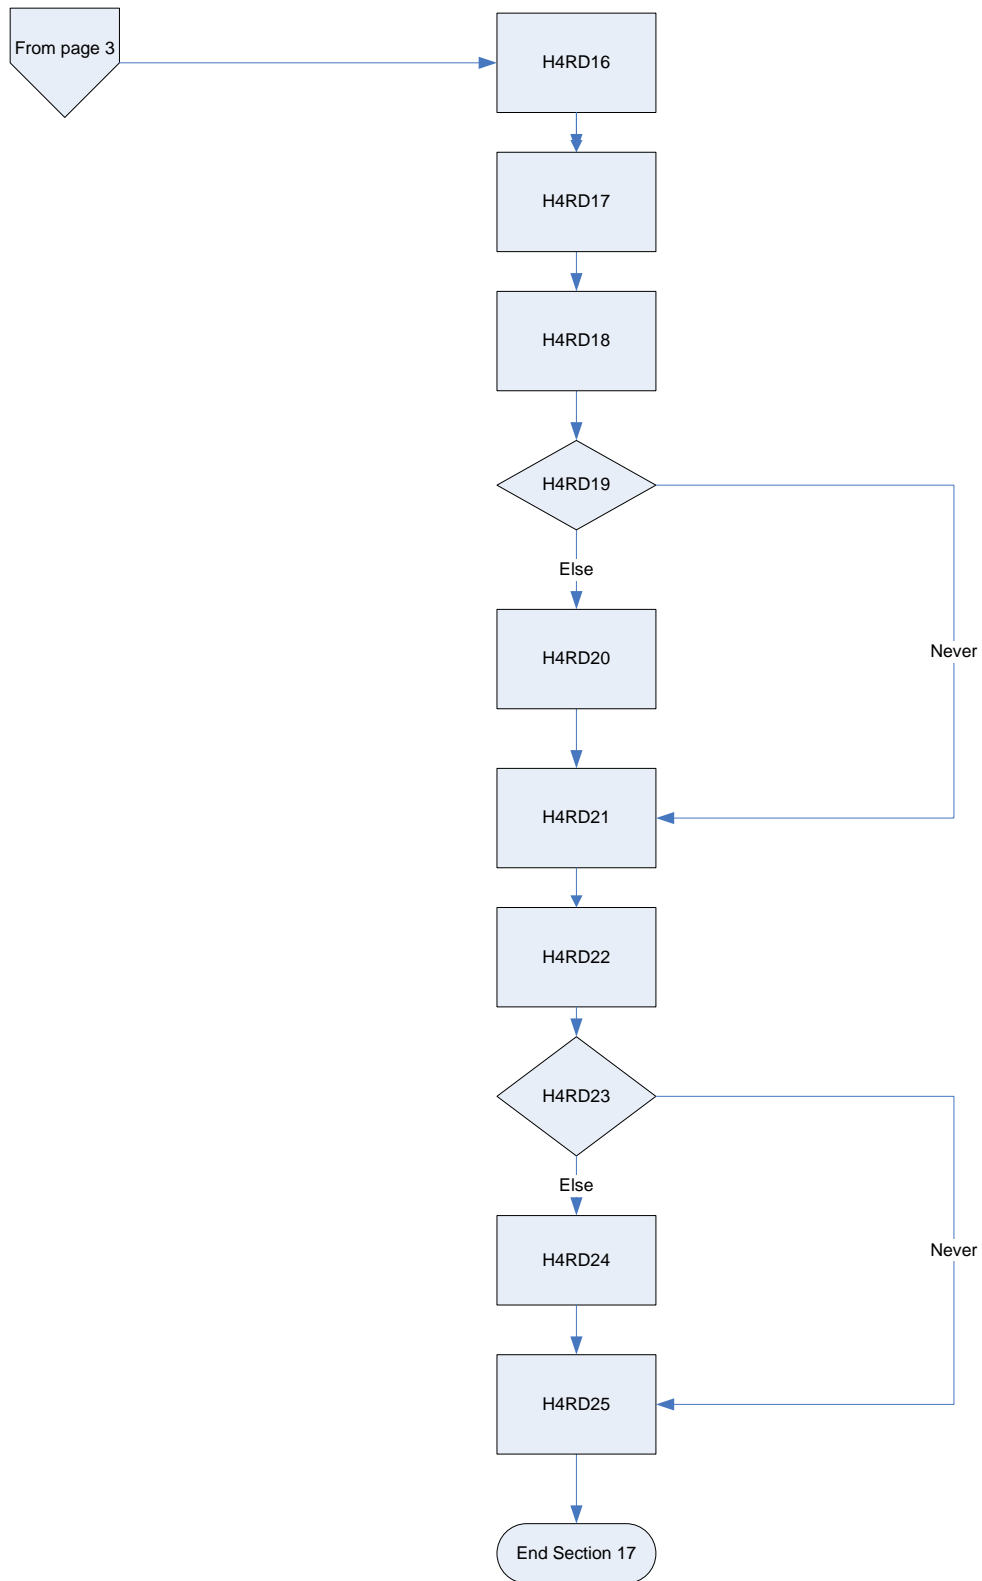 From page 3
H4RD16
H4RD17
H4RD18
H4RD19
Else
H4RD20
Never
H4RD21
H4RD22
H4RD23
Else
H4RD24
Never
H4RD25
End Section 17